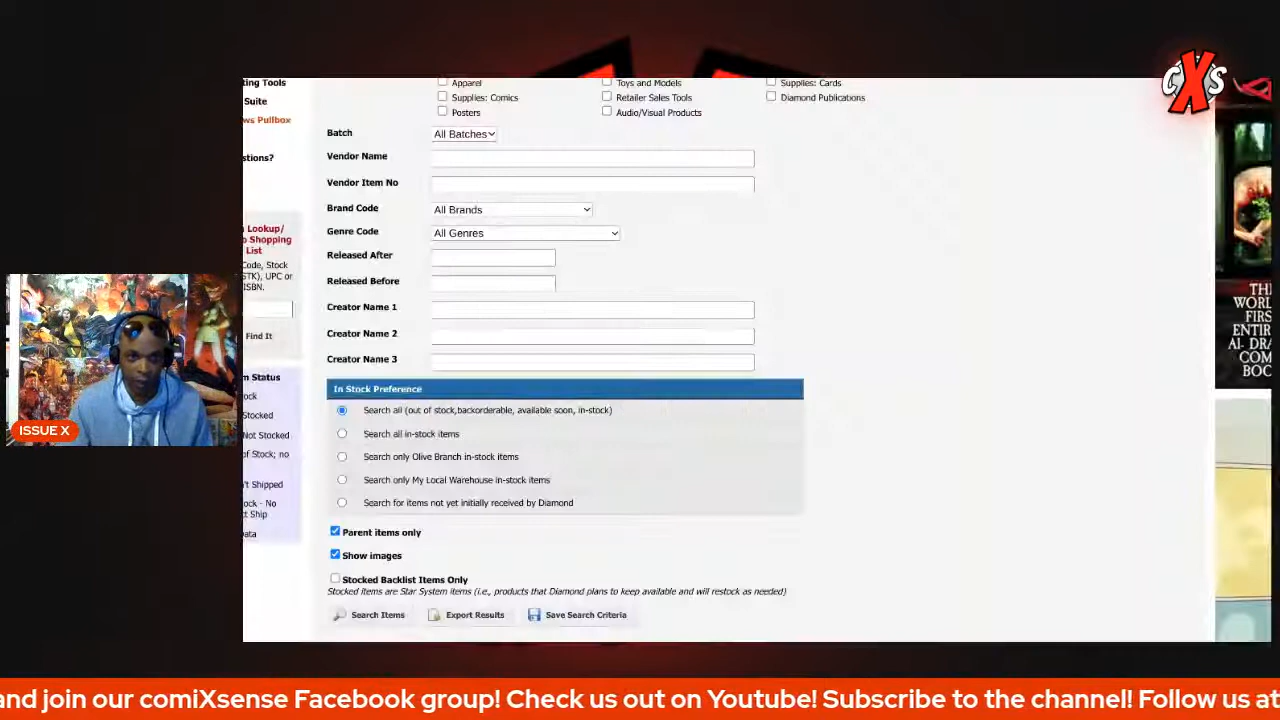 cXs
ting Tools
Suite
ws Pullbox
stions?
Lookup/
Shopping
List
Code, Stock
STK), UPC or
ISBN.
Find It
Status
ock
Stocked
Not Stocked
of Stock; no
't Shipped
ock - No
ct Ship
Data
Apparel
Toys and Models
Supplies: Cards
Supplies: Comics
Retailer Sales Tools
Diamond Publications
Posters
Audio/Visual Products
Batch
All Batches
Vendor Name
Vendor Item No
Brand Code
All Brands
Genre Code
All Genres
Released After
Released Before
Creator Name 1
Creator Name 2
Creator Name 3
In Stock Preference
Search all (out of stock,backorderable, available soon, in-stock)
Search all in-stock items
Search only Olive Branch in-stock items
Search only My Local Warehouse in-stock items
Search for items not yet initially received by Diamond
Parent items only
Show images
Stocked Backlist Items Only
Stocked items are Star System items (i.e., products that Diamond plans to keep available and will restock as needed)
Search Items
Export Results
Save Search Criteria
ISSUE X
TH
WORL
FIRS
ENTIR
AI- DRA
COM
BOO
and join our comiXsense Facebook group! Check us out on Youtube! Subscribe to the channel! Follow us at